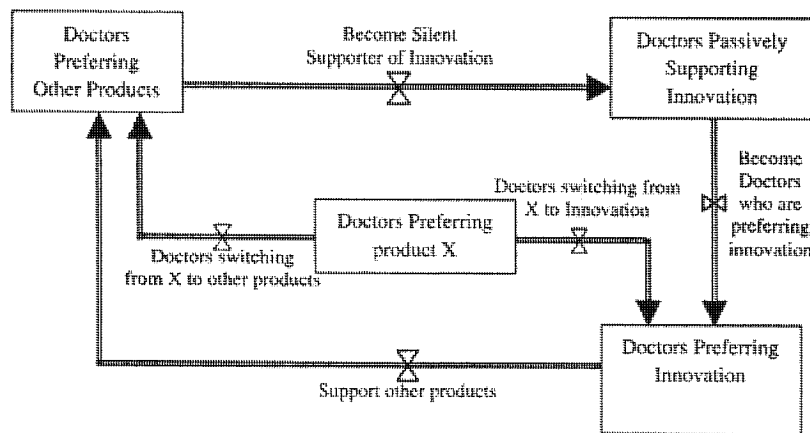 Doctors
Preferring
Other Products
Become Silent
Supporter of Innovation
Doctors Passively
Supporting
Innovation
Become
Doctors
who are
preferring
innovation
Doctors switching from
X to Innovation
Doctors Preferring
product X
Doctors switching
from X to other products
Doctors Preferring
Innovation
Support other products